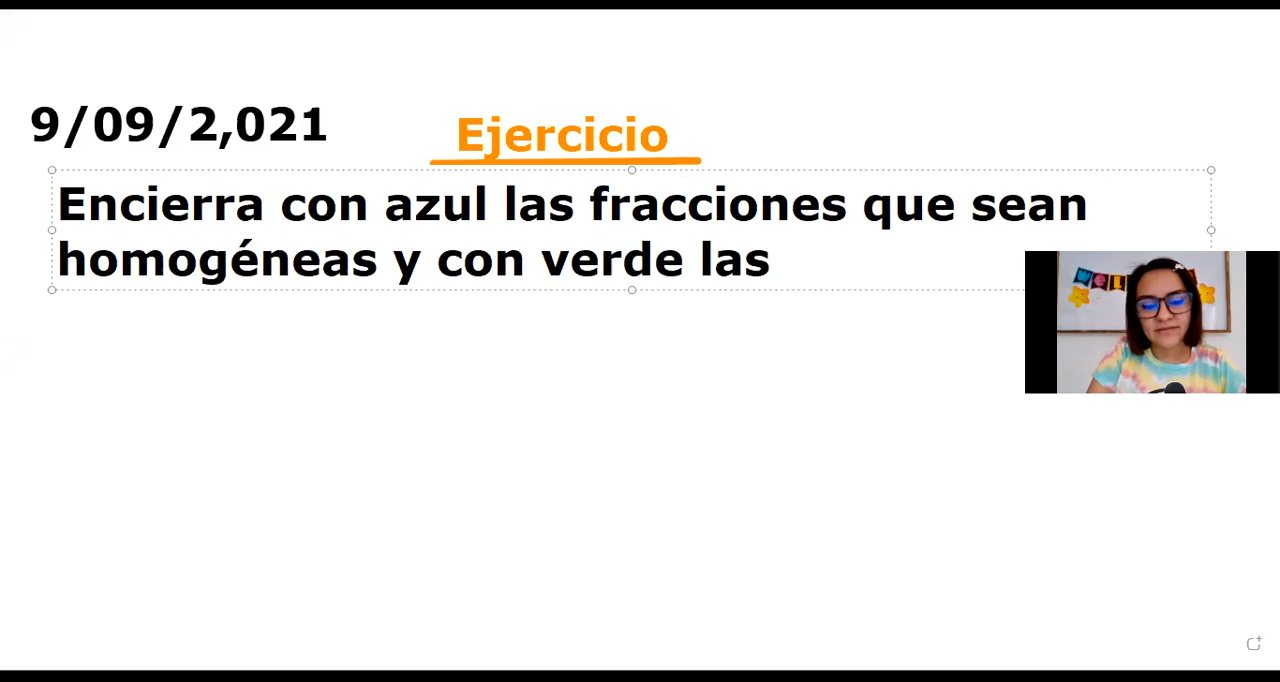 9/09/2,021
Ejercicio
Encierra con azul las fracciones que sean
homogéneas y con verde las